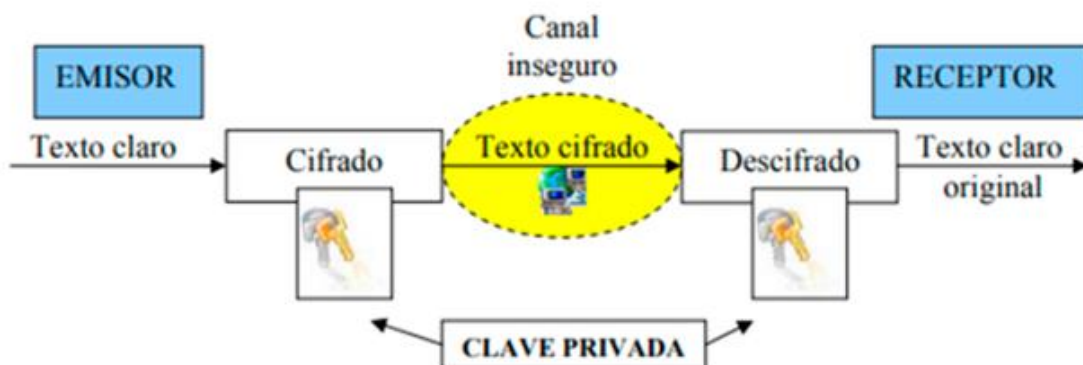 Canal
inseguro
EMISOR
RECEPTOR
Texto claro
Cifrado
Texto cifrado
Descifrado
Texto claro
original
CLAVE PRIVADA